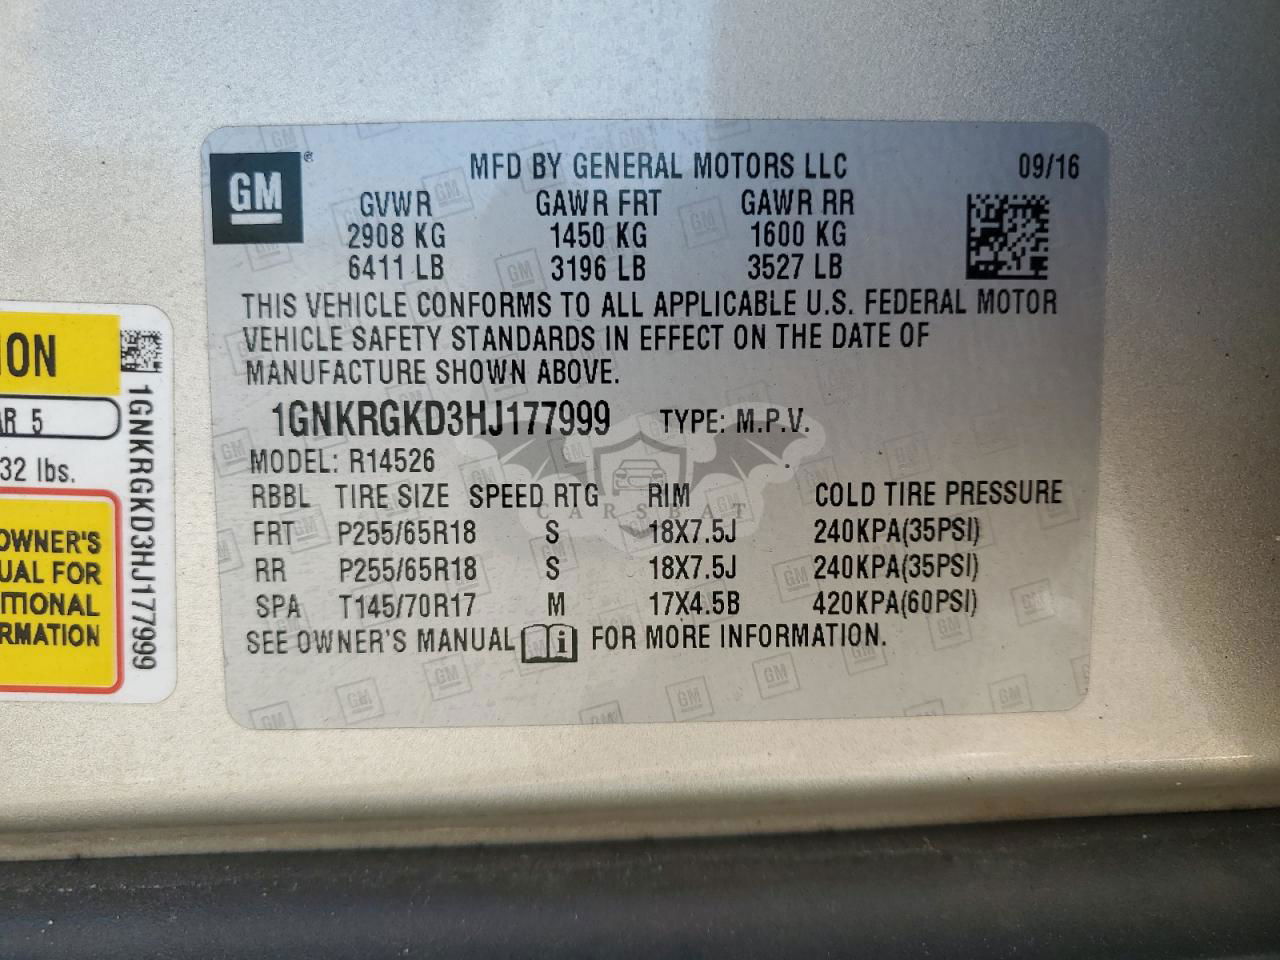 GM
MFD BY GENERAL MOTORS LLC 09/16
GVWR GAWR FRT GAWR RR
2908 KG 1450 KG 1600 KG
6411 LB 3196 LB 3527 LB
THIS VEHICLE CONFORMS TO ALL APPLICABLE U.S. FEDERAL MOTOR
VEHICLE SAFETY STANDARDS IN EFFECT ON THE DATE OF
MANUFACTURE SHOWN ABOVE.
1GNKRGKD3HJ177999 TYPE: M.P.V.
MODEL: R14526
RBBL TIRE SIZE SPEED RTG RIM COLD TIRE PRESSURE
CARSBAT
FRT P255/65R18 S 18X7.5J 240KPA(35PSI)
RR P255/65R18 S 18X7.5J 240KPA(35PSI)
SPA T145/70R17 M 17X4.5B 420KPA(60PSI)
SEE OWNER'S MANUAL i FOR MORE INFORMATION.
ION
AR 5
32 lbs.
OWNER'S
UAL FOR
ITIONAL
RMATION
1GNKRGKD3HJ177999